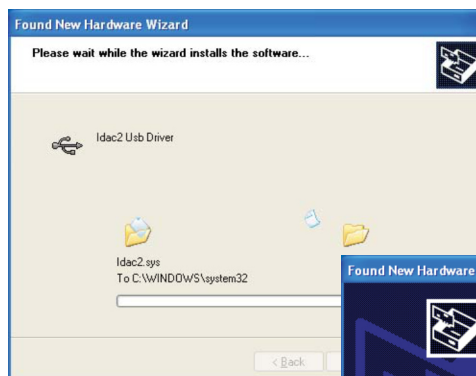 Found New Hardware Wizard
Please wait while the wizard installs the software...
Idac2 Usb Driver
Idac2.sys
To C:\WINDOWS\system32
Found New Hardware
< Back